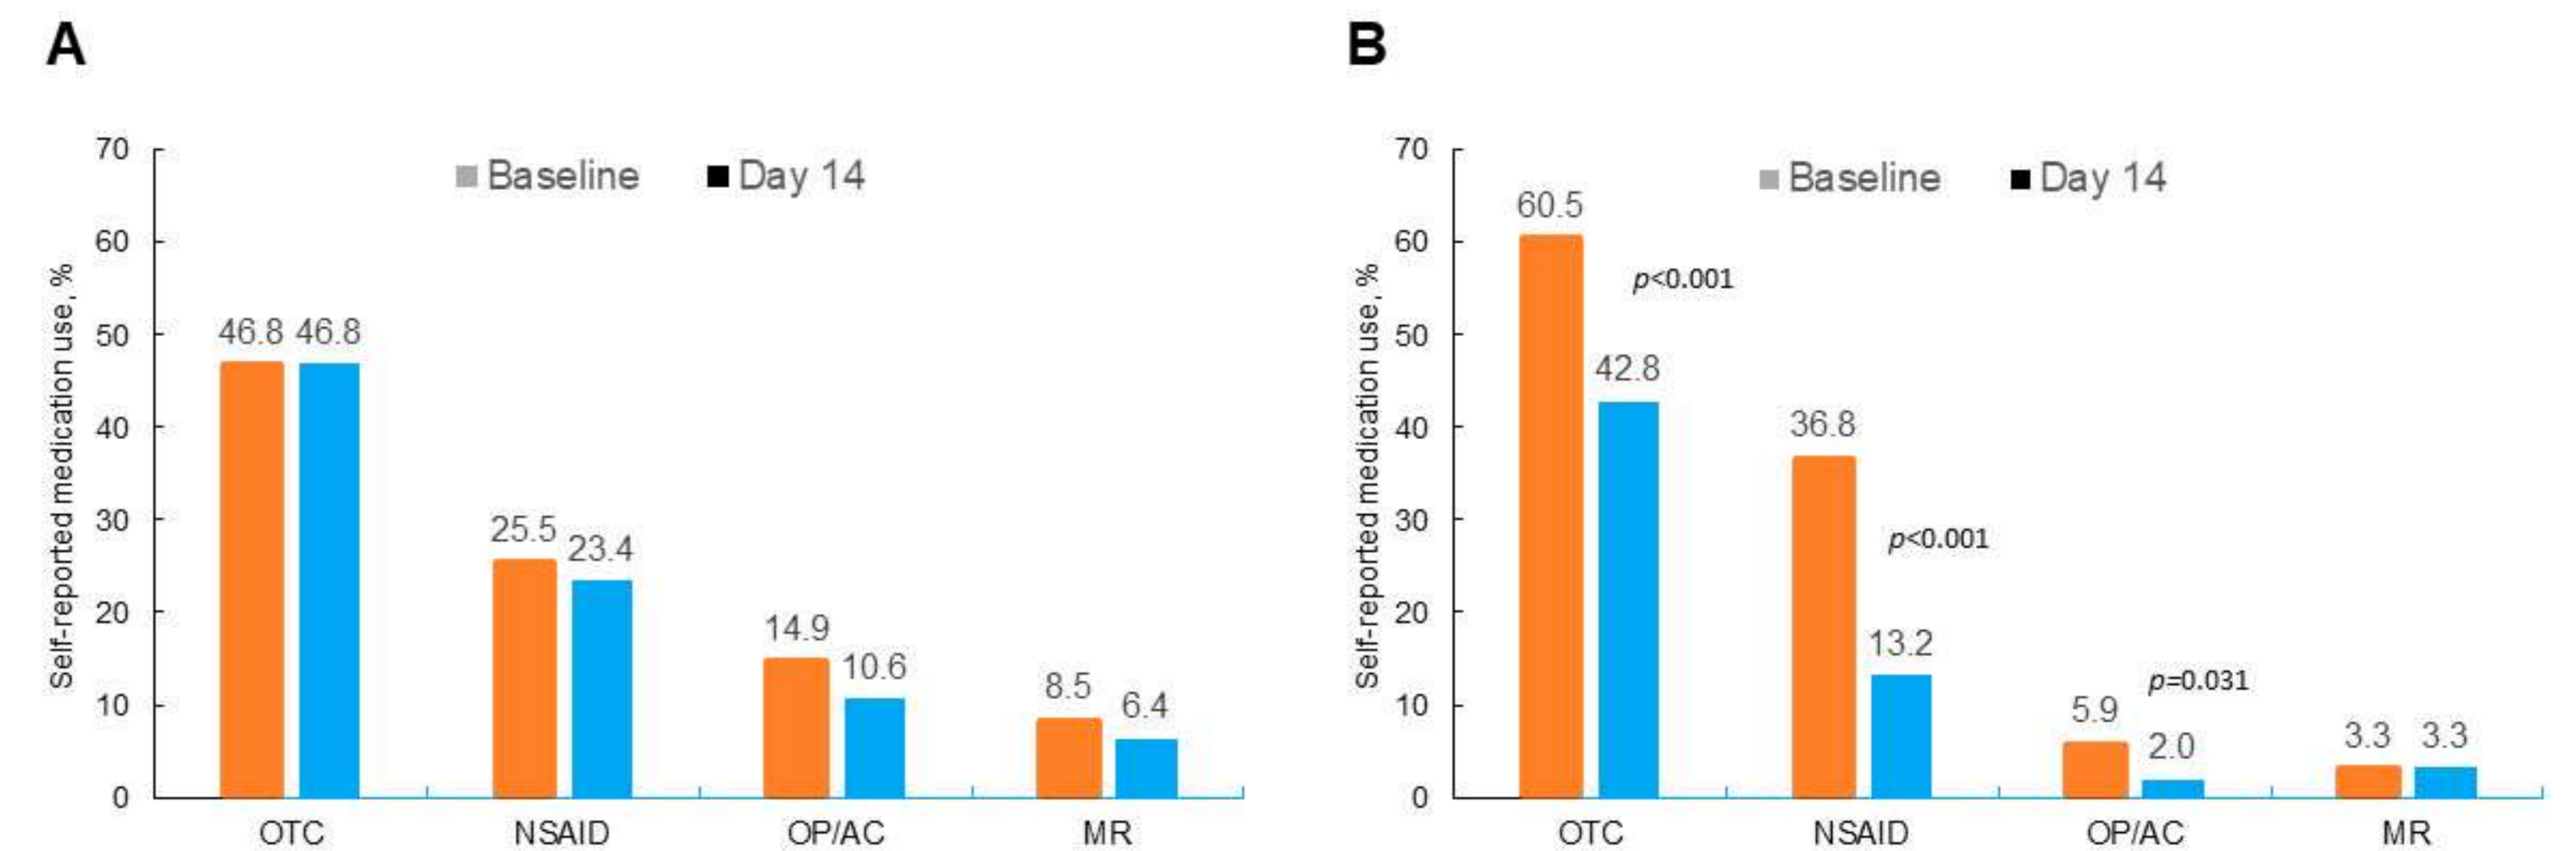 A
Self-reported medication use, %
70
60
50
40
30
20
10
0
Baseline
Day 14
46.8 46.8
25.5 23.4
14.9 10.6
8.5 6.4
OTC NSAID OP/AC MR
B
Self-reported medication use, %
70
60
50
40
30
20
10
0
Baseline
Day 14
60.5
p<0.001
42.8
36.8
p<0.001
13.2
5.9
p=0.031
2.0
3.3 3.3
OTC NSAID OP/AC MR